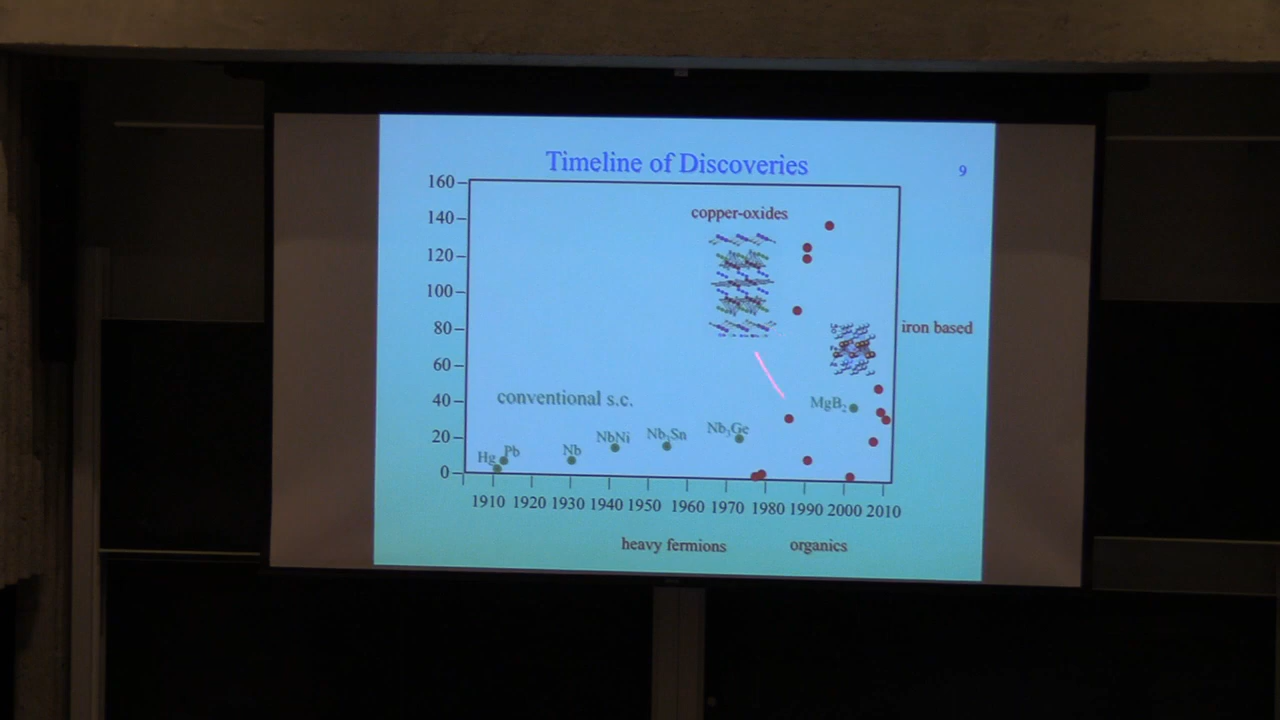 Timeline of Discoveries
9
160
140
120
100
80
60
40
20
0
copper-oxides
iron based
conventional s.c.
MgB₂
Hg
Pb
Nb
NbNi
Nb₃Sn
Nb₃Ge
1910 1920 1930 1940 1950 1960 1970 1980 1990 2000 2010
heavy fermions
organics